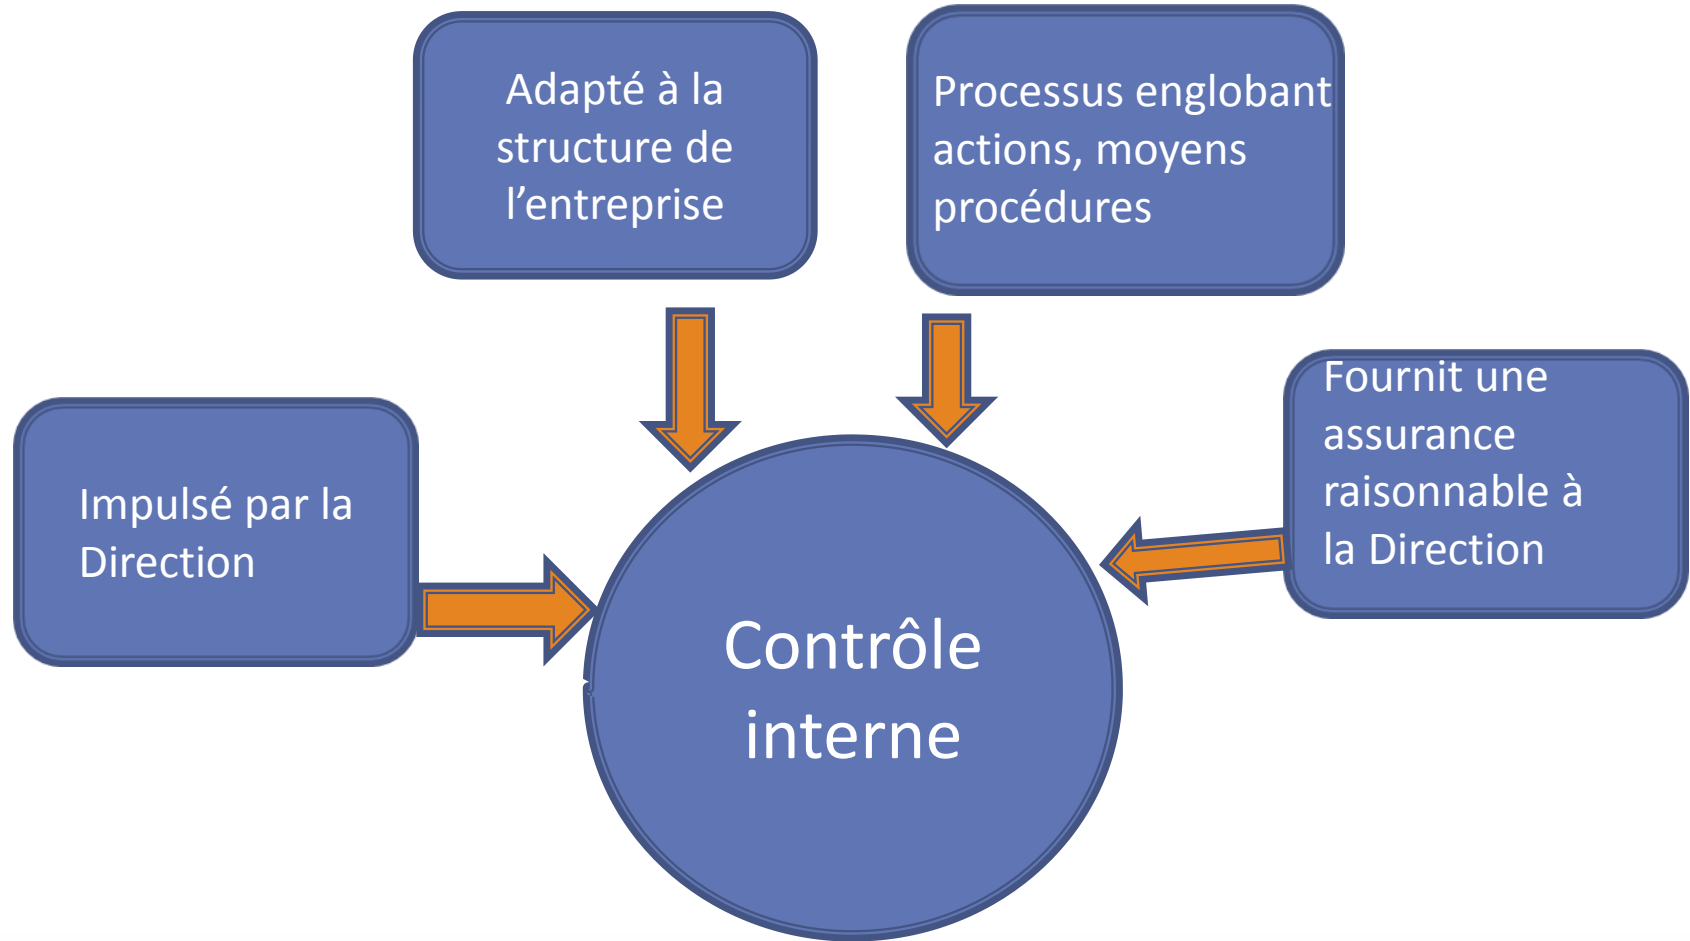 Adapté à la
structure de
l’entreprise
Processus englobant
actions, moyens
procédures
Impulsé par la
Direction
Fournit une
assurance
raisonnable à
la Direction
Contrôle
interne